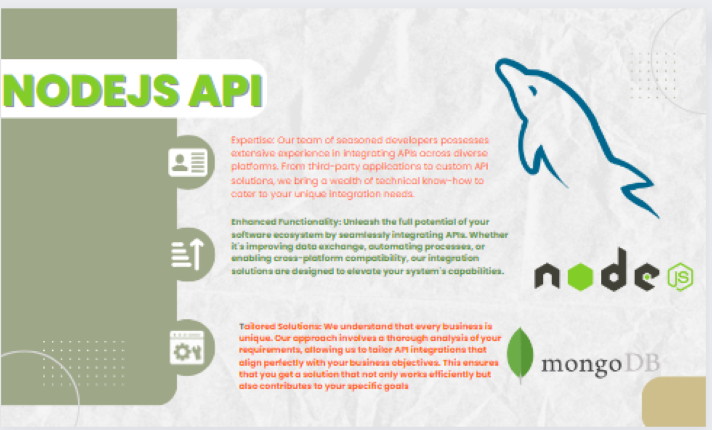 NODEJS API
Expertise: Our team of seasoned developers possesses
extensive experience in integrating APIs across diverse
platforms. From third-party applications to custom API
solutions, we bring a wealth of technical know-how to
cater to your unique integration needs.
Enhanced Functionality: Unleash the full potential of your
software ecosystem by seamlessly integrating APIs. Whether
it's improving data exchange, automating processes, or
enabling cross-platform compatibility, our integration
solutions are designed to elevate your system's capabilities.
node
JS
Tailored Solutions: We understand that every business is
unique. Our approach involves a thorough analysis of your
requirements, allowing us to tailor API integrations that
align perfectly with your business objectives. This ensures
that you get a solution that not only works efficiently but
also contributes to your specific goals
mongoDB